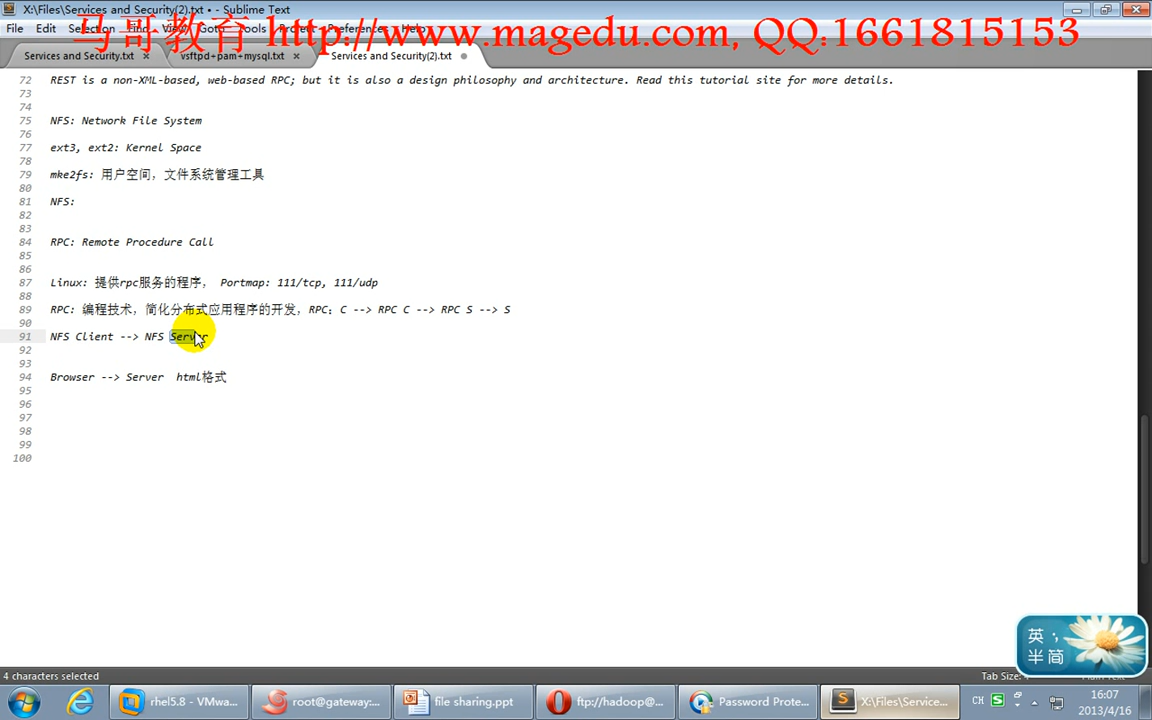 X:\Files\Services and Security(2).txt • - Sublime Text
马哥教育 http://www.magedu.com, QQ:1661815153
File Edit Selection Find View Goto Tools Project Preferences Help
Services and Security.txt × vsftpd+pam+mysql.txt × Services and Security(2).txt
72 REST is a non-XML-based, web-based RPC; but it is also a design philosophy and architecture. Read this tutorial site for more details.
73
74
75 NFS: Network File System
76
77 ext3, ext2: Kernel Space
78
79 mke2fs: 用户空间，文件系统管理工具
80
81 NFS:
82
83
84 RPC: Remote Procedure Call
85
86
87 Linux: 提供rpc服务的程序， Portmap: 111/tcp, 111/udp
88
89 RPC: 编程技术，简化分布式应用程序的开发，RPC；C --> RPC C --> RPC S --> S
90
91 NFS Client --> NFS Server
92
93
94 Browser --> Server html格式
95
96
97
98
99
100
英 ，
半 简
4 characters selected
Tab Size: 4 Plain Text
rhel5.8 - VMwa... root@gateway:... file sharing.ppt ftp://hadoop@... Password Prote... X:\Files\Service... CH
16:07
2013/4/16